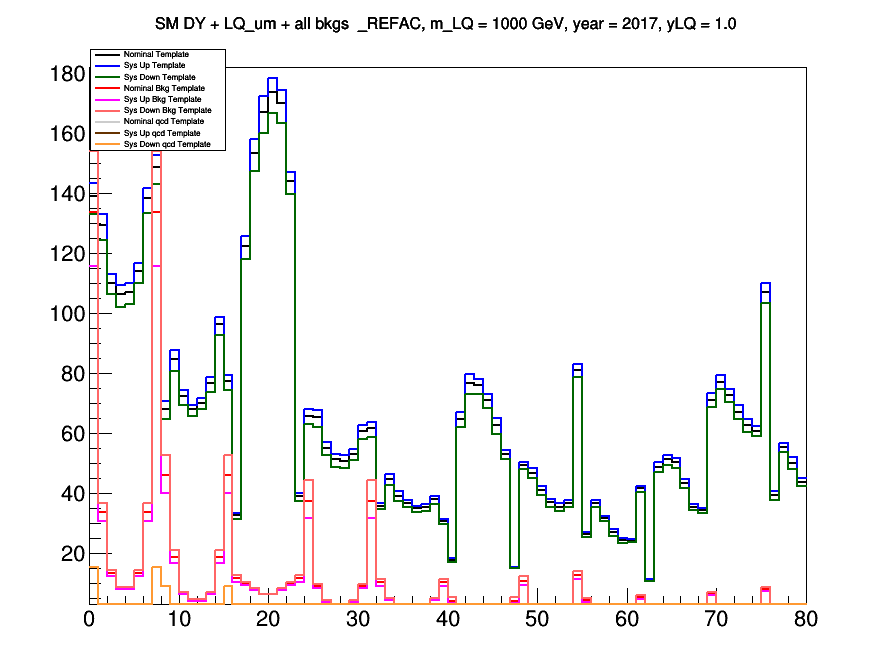 SM DY + LQ_um + all bkgs _REFAC, m_LQ = 1000 GeV, year = 2017, yLQ = 1.0
Nominal Template
Sys Up Template
Sys Down Template
Nominal Bkg Template
Sys Up Bkg Template
Sys Down Bkg Template
Nominal qcd Template
Sys Up qcd Template
Sys Down qcd Template
180
160
140
120
100
80
60
40
20
0 10 20 30 40 50 60 70 80